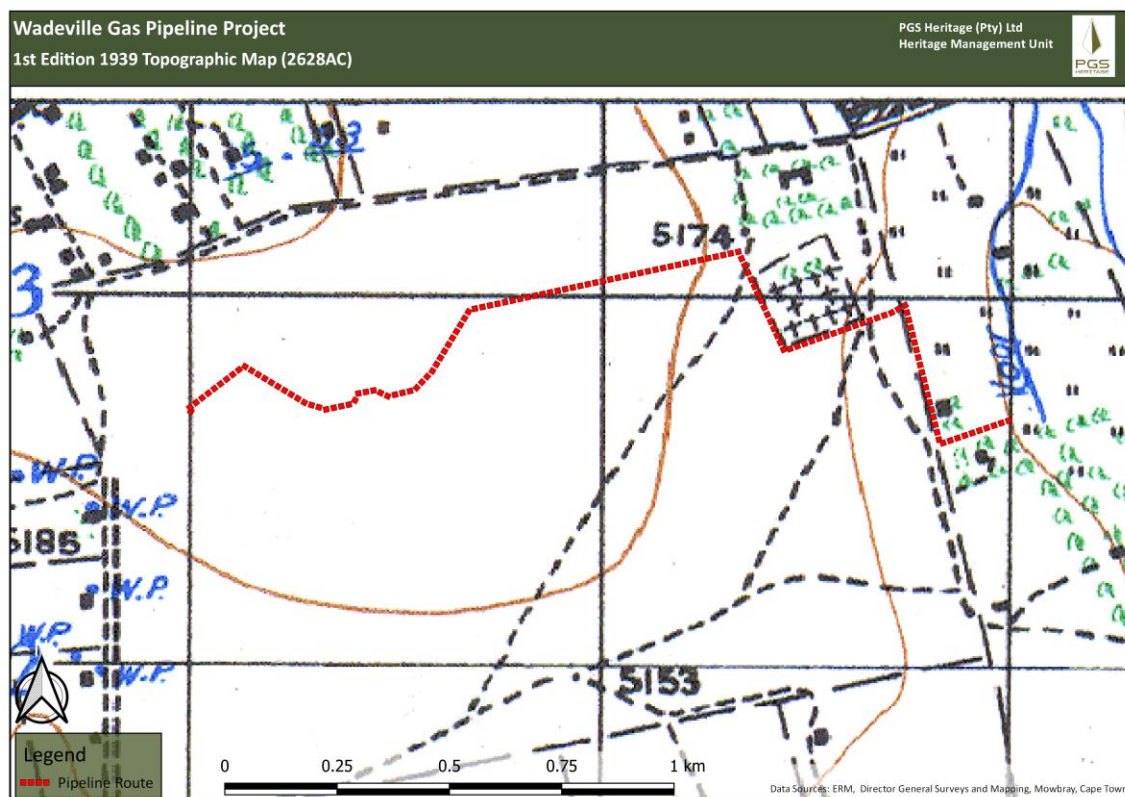 Wadeville Gas Pipeline Project
1st Edition 1939 Topographic Map (2628AC)
PGS Heritage (Pty) Ltd
Heritage Management Unit
PGS
HERITAGE
5174
3
W.P.
W.P.
5185
W.P.
W.P.
W.P.
5153
Legend
Pipeline Route
0 0.25 0.5 0.75 1 km
Data Sources: ERM, Director General Surveys and Mapping, Mowbray, Cape Town